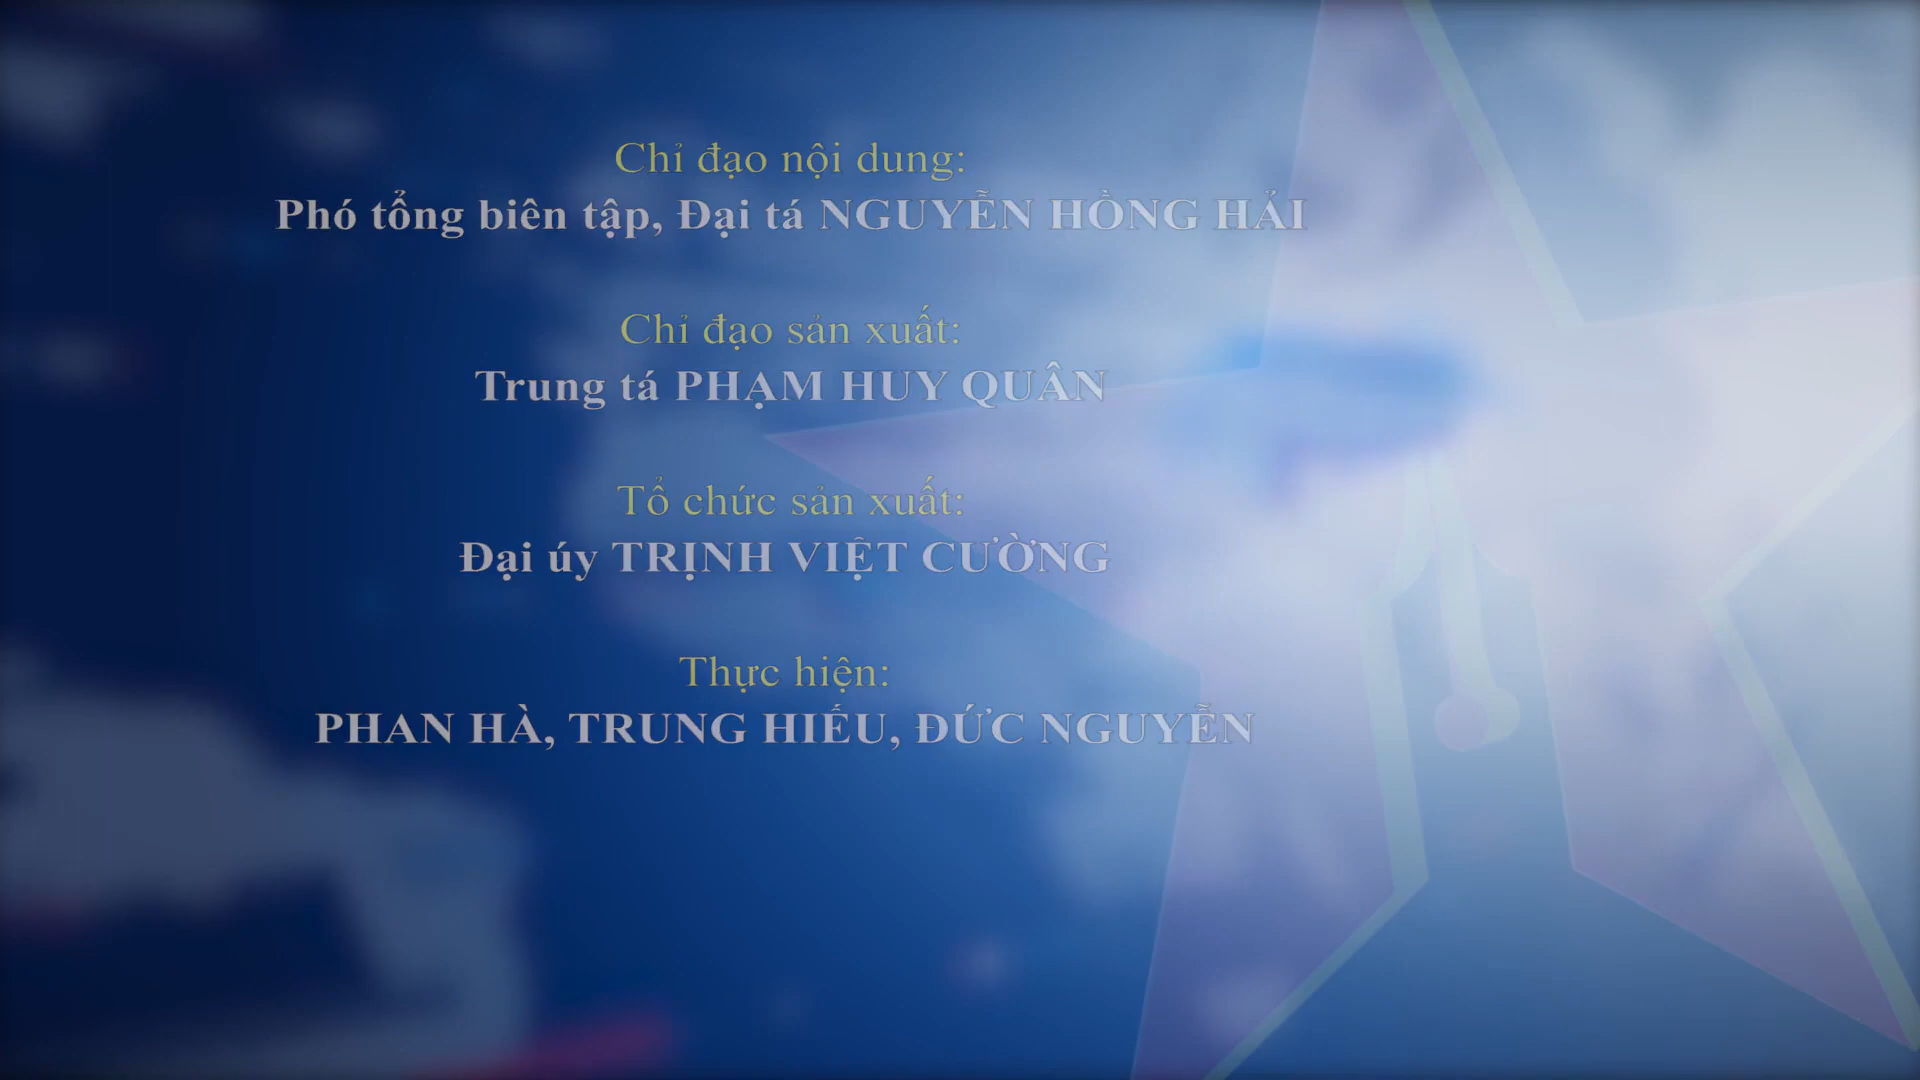 Chỉ đạo nội dung:
Phó tổng biên tập, Đại tá NGUYỄN HỒNG HẢI
Chỉ đạo sản xuất:
Trung tá PHẠM HUY QUÂN
Tổ chức sản xuất:
Đại úy TRỊNH VIỆT CƯỜNG
Thực hiện:
PHAN HÀ, TRUNG HIẾU, ĐỨC NGUYỄN